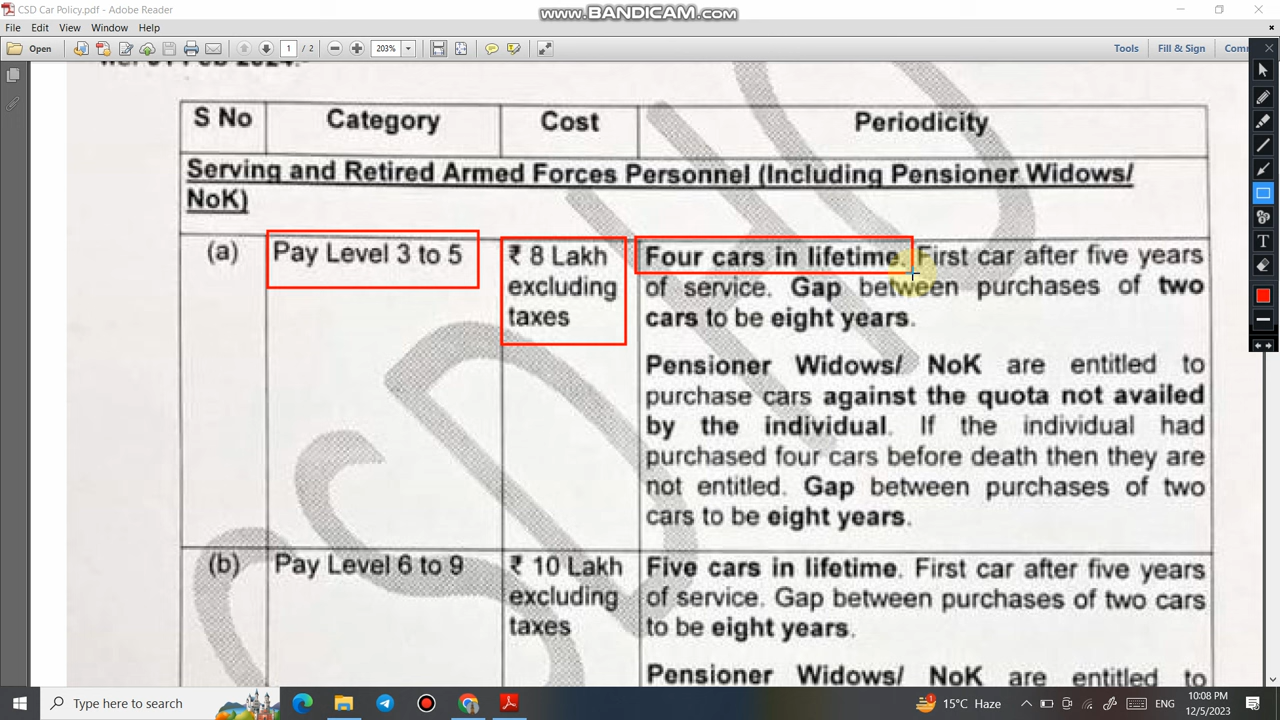 CSD Car Policy.pdf - Adobe Reader
www.BANDICAM.com
File Edit View Window Help
Open 1 / 2 203% Tools Fill & Sign
S No Category Cost Periodicity
Serving and Retired Armed Forces Personnel (Including Pensioner Widows/
NoK)
(a) Pay Level 3 to 5
₹ 8 Lakh
excluding
taxes
Four cars in lifetime. First car after five years
of service. Gap between purchases of two
cars to be eight years.
Pensioner Widows/ NoK are entitled to
purchase cars against the quota not availed
by the individual. If the individual had
purchased four cars before death then they are
not entitled. Gap between purchases of two
cars to be eight years.
(b) Pay Level 6 to 9
₹ 10 Lakh
excluding
taxes
Five cars in lifetime. First car after five years
of service. Gap between purchases of two cars
to be eight years.
Pensioner Widows/ NoK are entitled to
Type here to search
1
15°C Haze
ENG
10:08 PM
12/5/2023